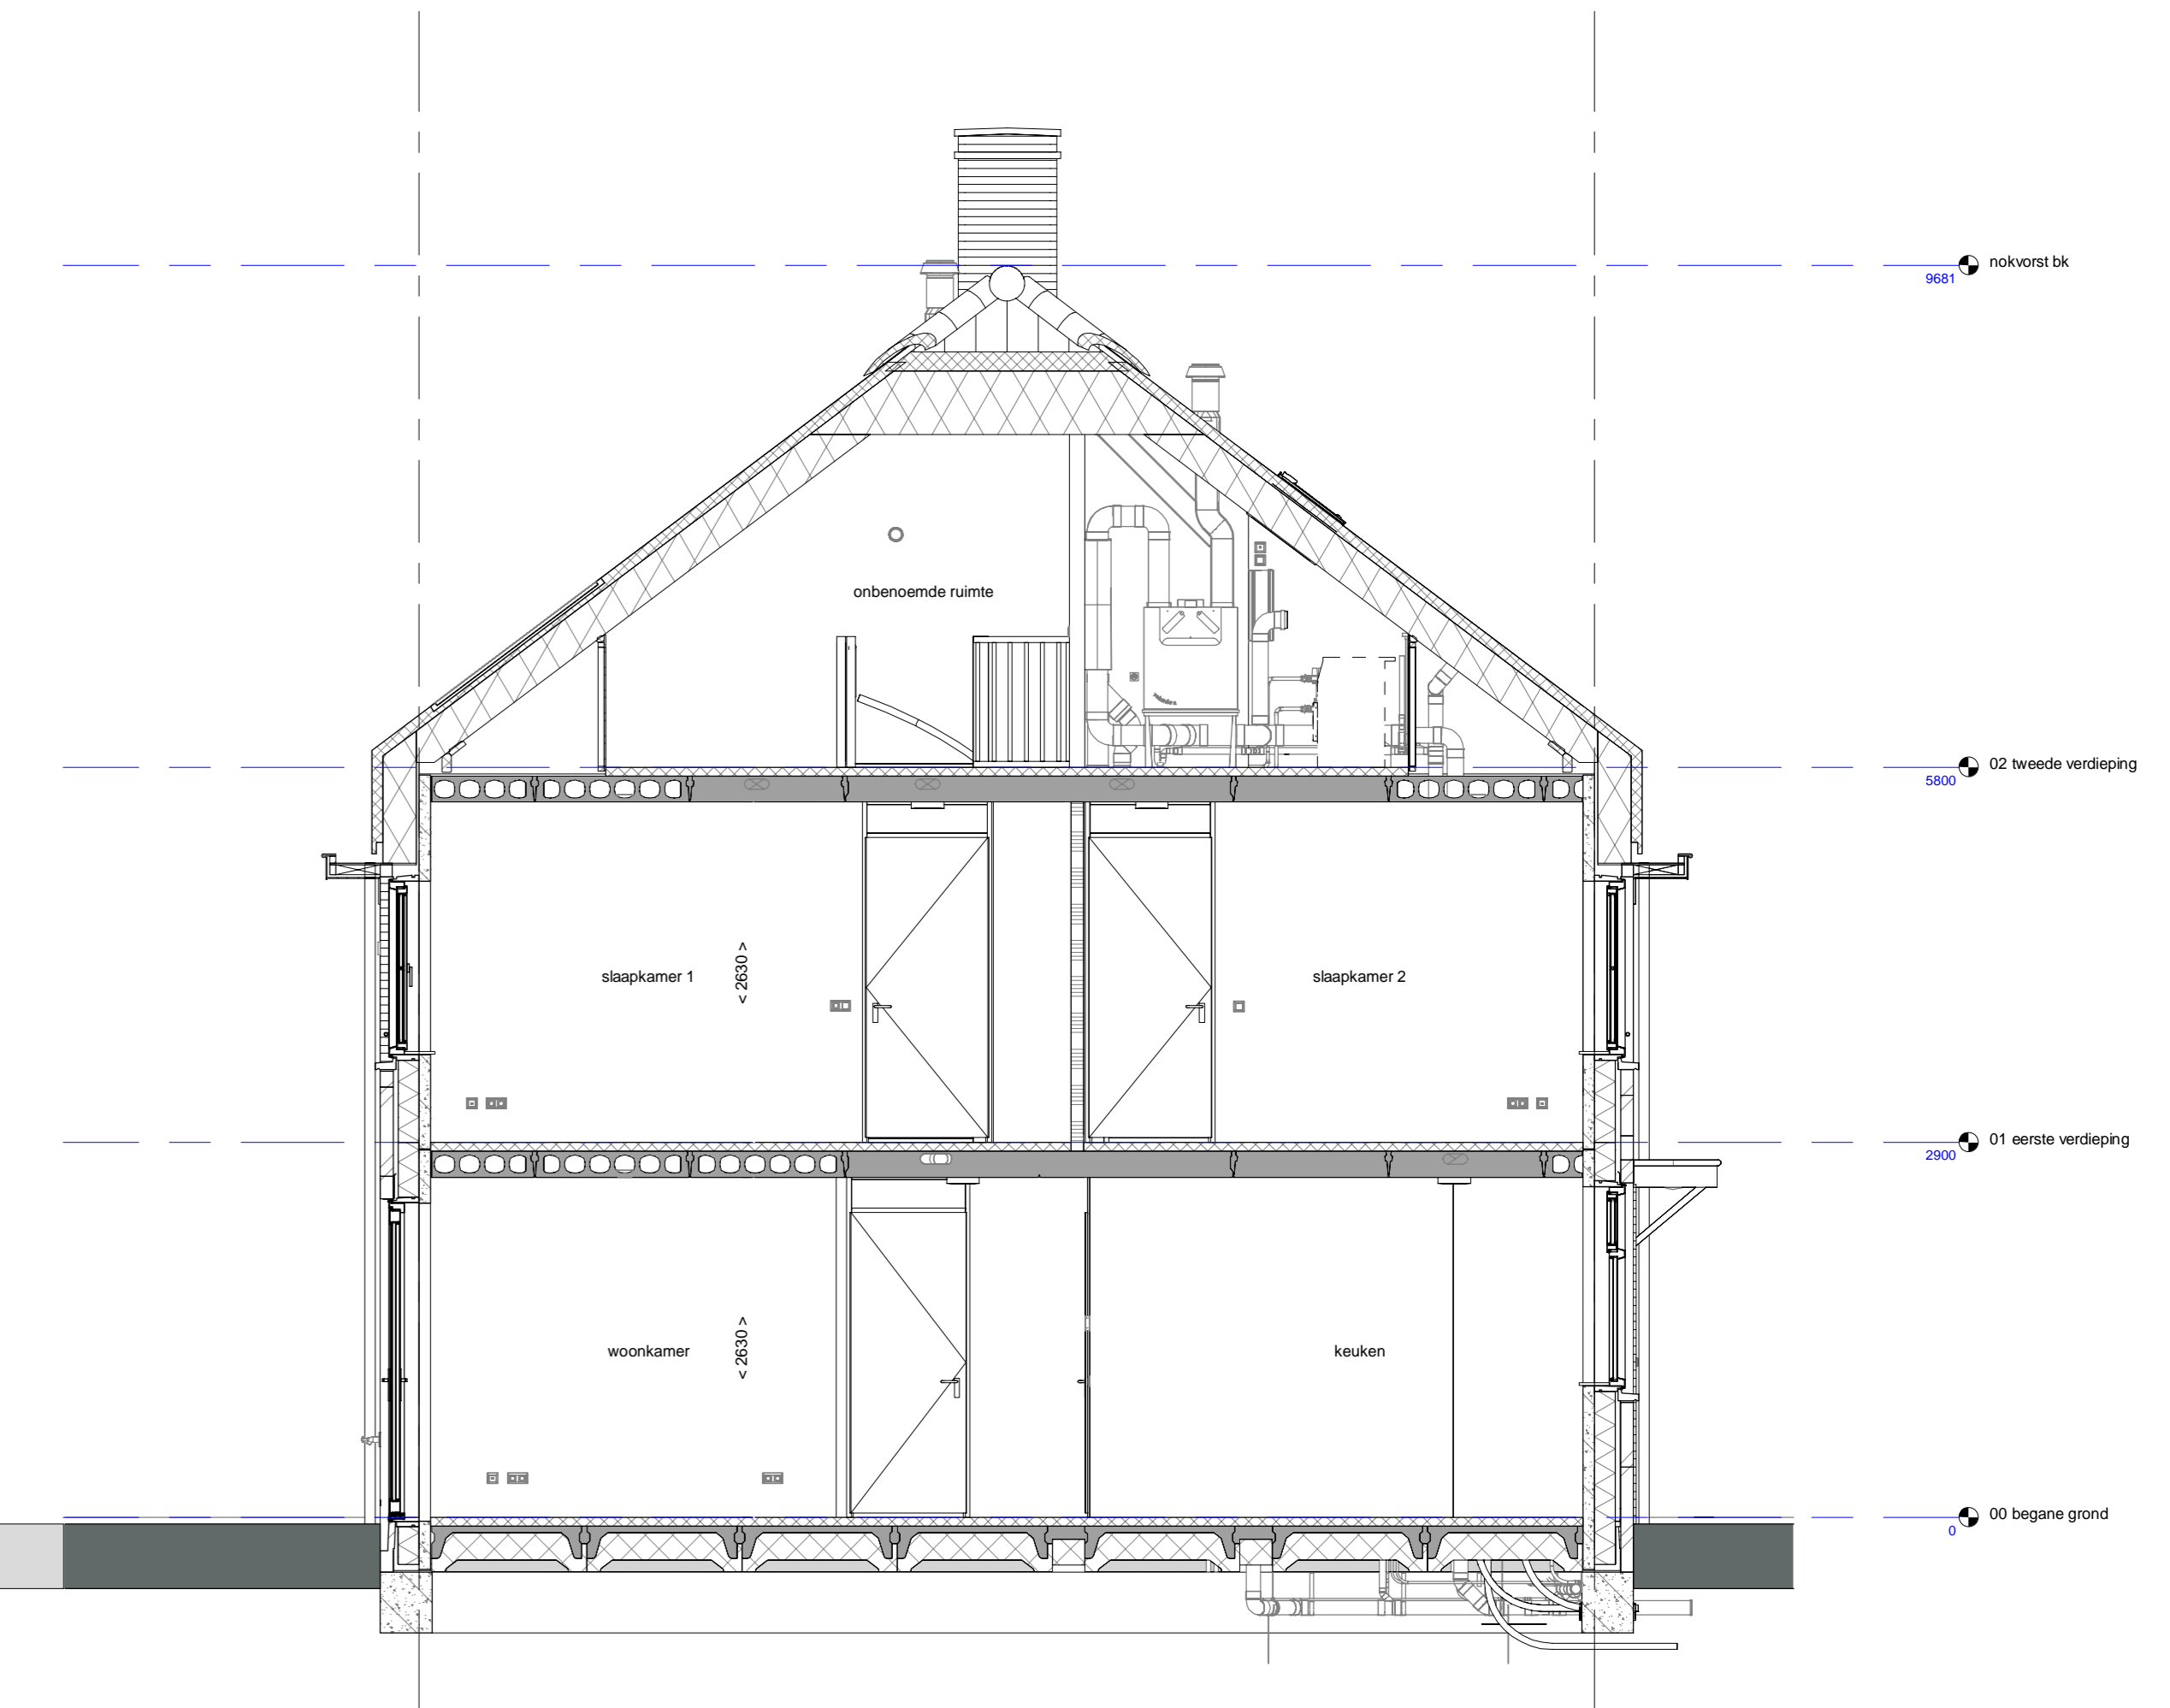 nokvorst bk
9681
onbenoemde ruimte
02 tweede verdieping
5800
slaapkamer 1
< 2630 >
slaapkamer 2
01 eerste verdieping
2900
woonkamer
< 2630 >
keuken
00 begane grond
0